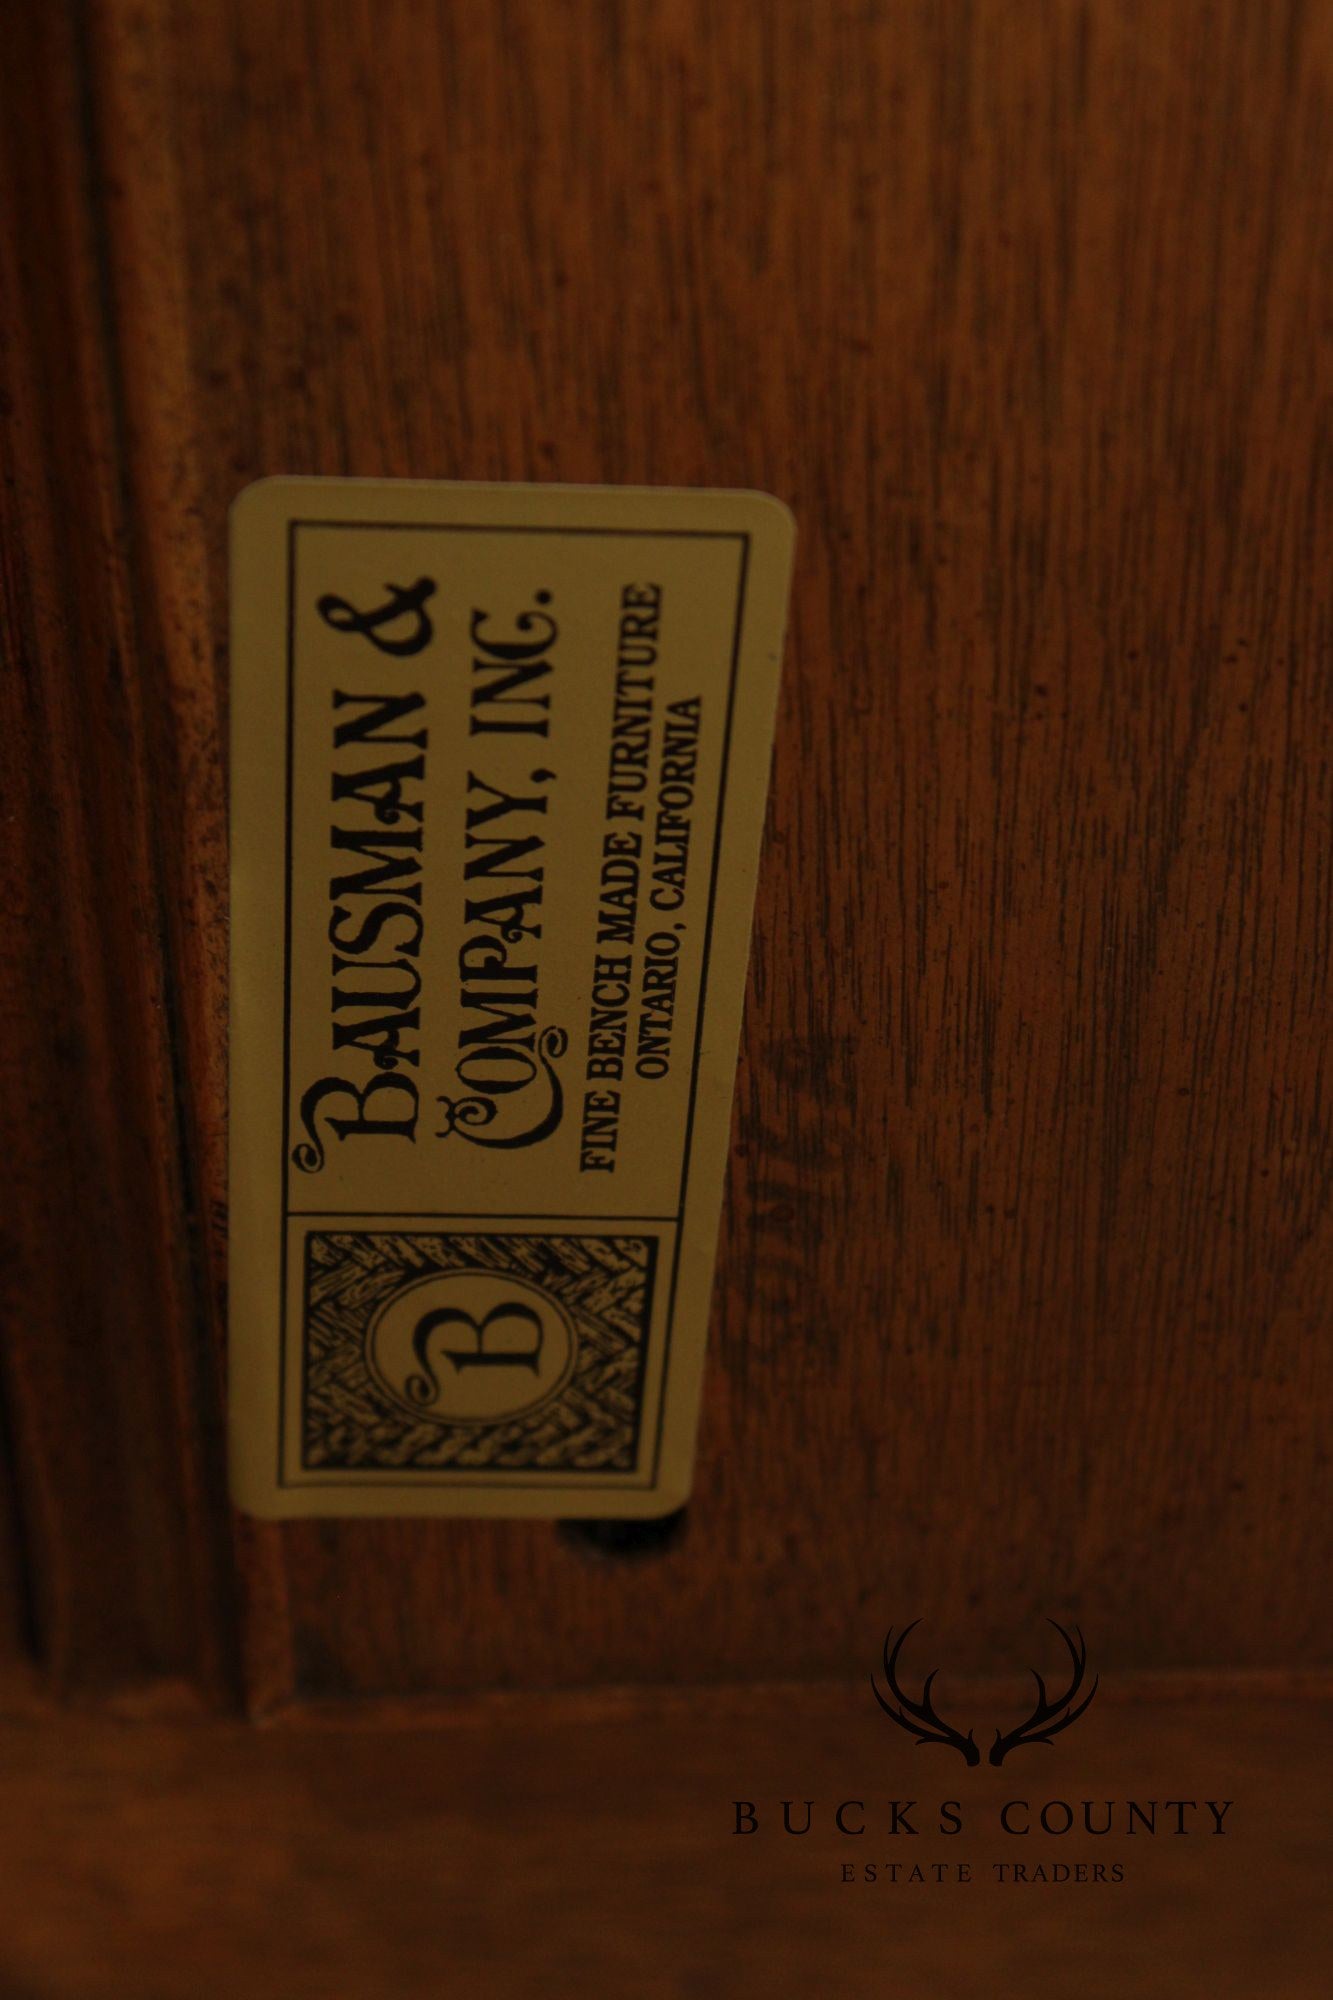 BAUSMAN &
COMPANY, INC.
FINE BENCH MADE FURNITURE
ONTARIO, CALIFORNIA
B
BUCKS COUNTY
ESTATE TRADERS